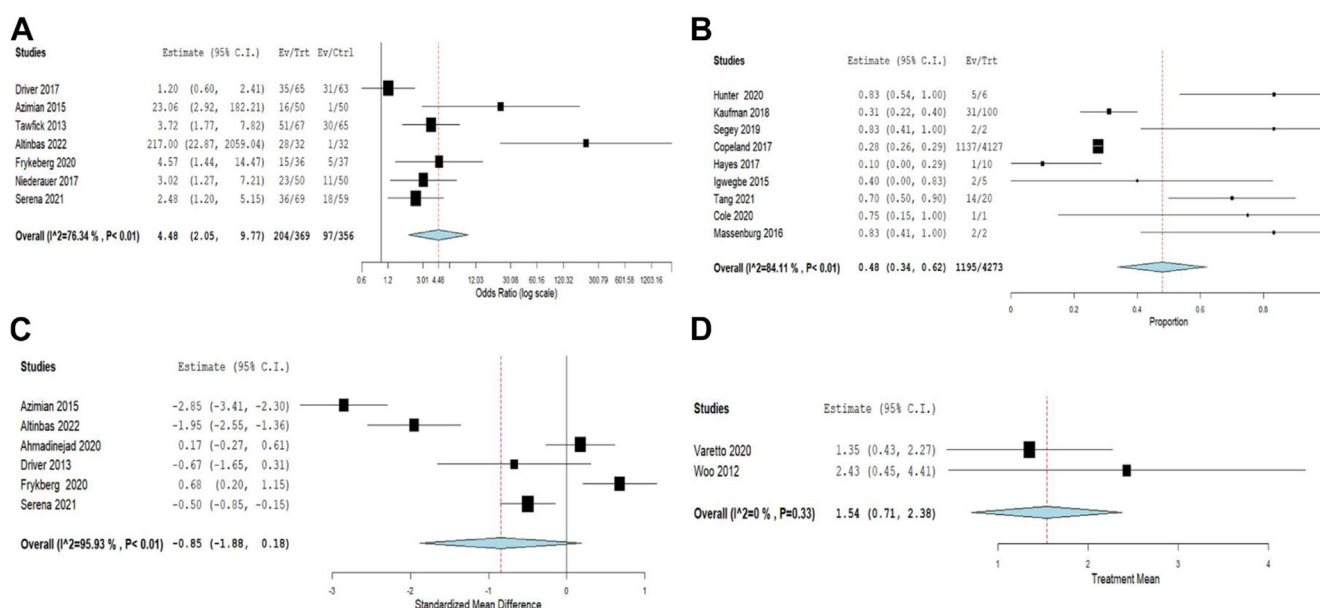 A
Studies Estimate (95% C.I.) Ev/Trt Ev/Ctrl
Driver 2017 1.20 (0.60, 2.41) 35/65 31/63
Azimian 2015 23.06 (2.92, 182.21) 16/50 1/50
Tawfick 2013 3.72 (1.77, 7.82) 51/67 30/65
Altinbas 2022 217.00 (22.87, 2059.04) 28/32 1/32
Frykeberg 2020 4.57 (1.44, 14.47) 15/36 5/37
Niederauer 2017 3.02 (1.27, 7.21) 23/50 11/50
Serena 2021 2.48 (1.20, 5.15) 36/69 18/59
Overall (I^2=76.34 % , P< 0.01) 4.48 (2.05, 9.77) 204/369 97/356
0.6 1.2 3.01 4.48 12.03 30.08 60.16 120.32 300.79 601.58 1203.16
Odds Ratio (log scale)
B
Studies Estimate (95% C.I.) Ev/Trt
Hunter 2020 0.83 (0.54, 1.00) 5/6
Kaufman 2018 0.31 (0.22, 0.40) 31/100
Segey 2019 0.83 (0.41, 1.00) 2/2
Copeland 2017 0.28 (0.26, 0.29) 1137/4127
Hayes 2017 0.10 (0.00, 0.29) 1/10
Igwegbe 2015 0.40 (0.00, 0.83) 2/5
Tang 2021 0.70 (0.50, 0.90) 14/20
Cole 2020 0.75 (0.15, 1.00) 1/1
Massenburg 2016 0.83 (0.41, 1.00) 2/2
Overall (I^2=84.11 % , P< 0.01) 0.48 (0.34, 0.62) 1195/4273
0 0.2 0.4 0.6 0.8
Proportion
C
Studies Estimate (95% C.I.)
Azimian 2015 -2.85 (-3.41, -2.30)
Altinbas 2022 -1.95 (-2.55, -1.36)
Ahmadinejad 2020 0.17 (-0.27, 0.61)
Driver 2013 -0.67 (-1.65, 0.31)
Frykberg 2020 0.68 (0.20, 1.15)
Serena 2021 -0.50 (-0.85, -0.15)
Overall (I^2=95.93 % , P< 0.01) -0.85 (-1.88, 0.18)
-3 -2 -1 0 1
Standardized Mean Difference
D
Studies Estimate (95% C.I.)
Varetto 2020 1.35 (0.43, 2.27)
Woo 2012 2.43 (0.45, 4.41)
Overall (I^2=0 % , P=0.33) 1.54 (0.71, 2.38)
1 2 3 4
Treatment Mean